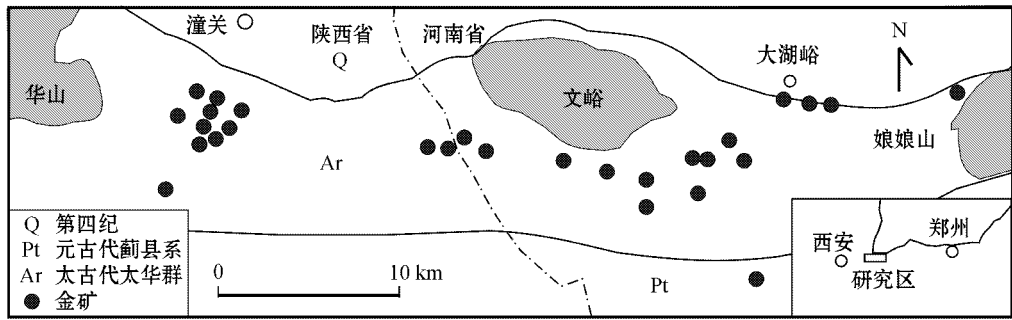 潼关
陕西省
河南省
Q
大湖峪
N
华山
文峪
娘娘山
Ar
Q 第四纪
Pt 元古代蓟县系
Ar 太古代太华群
金矿
0 10 km
Pt
西安
郑州
研究区